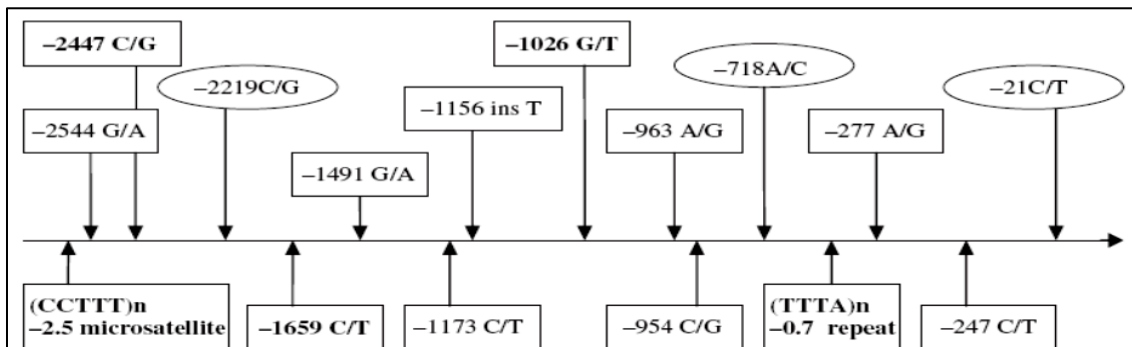 –2447 C/G
–1026 G/T
–718A/C
–2219C/G
–21C/T
–1156 ins T
–2544 G/A
–963 A/G
–277 A/G
–1491 G/A
(CCTTT)n
–2.5 microsatellite
–1659 C/T
–1173 C/T
–954 C/G
(TTTA)n
–0.7 repeat
–247 C/T